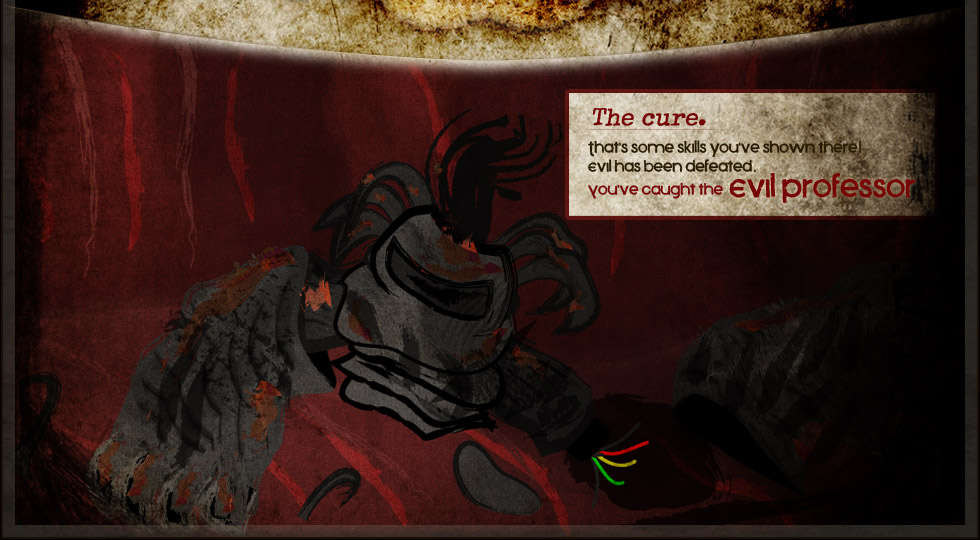 The cure.
that's some skills you've shown there!
evil has been defeated.
you've caught the evil professor